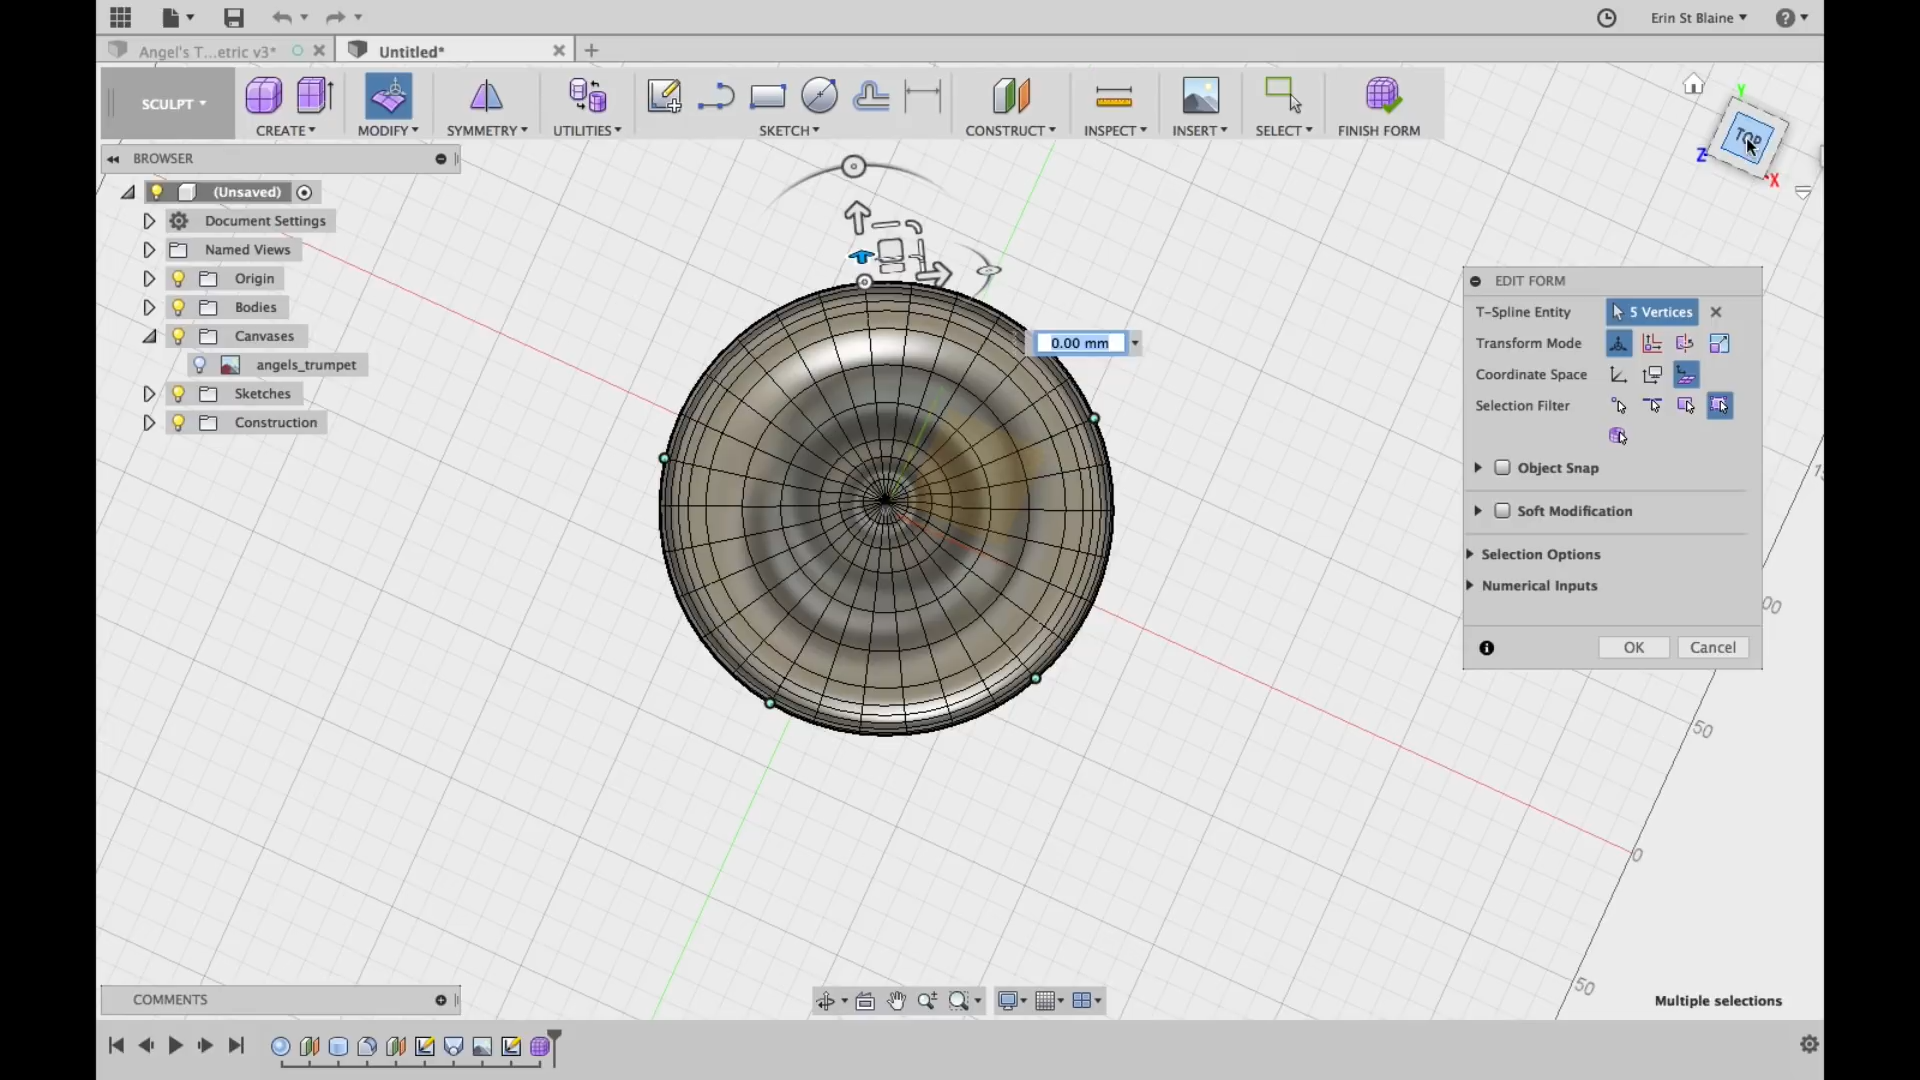 Erin St Blaine
Angel's T...etric v3*
Untitled*
SCULPT
CREATE
MODIFY
SYMMETRY
UTILITIES
SKETCH
CONSTRUCT
INSPECT
INSERT
SELECT
FINISH FORM
BROWSER
(Unsaved)
Document Settings
Named Views
Origin
Bodies
Canvases
angels_trumpet
Sketches
Construction
Y
TOP
Z
X
0.00 mm
EDIT FORM
T-Spline Entity
5 Vertices
Transform Mode
Coordinate Space
Selection Filter
Object Snap
Soft Modification
Selection Options
Numerical Inputs
OK
Cancel
50
0
50
COMMENTS
Multiple selections